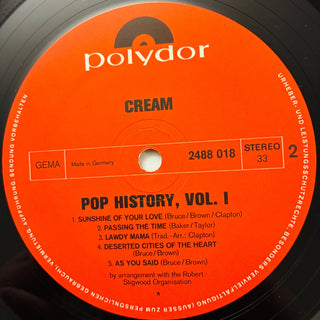 polydor
CREAM
GEMA
Made in Germany
2488 018
STEREO
33
2
POP HISTORY, VOL. I
1. SUNSHINE OF YOUR LOVE (Bruce/Brown/Clapton)
2. PASSING THE TIME (Baker/Taylor)
3. LAWDY MAMA (Trad.-Arr.: Clapton)
4. DESERTED CITIES OF THE HEART
(Bruce/Brown)
5. AS YOU SAID (Bruce/Brown)
by arrangement with the Robert
Stigwood Organisation
*
URHEBER- UND LEISTUNGSSCHUTZRECHTE
AUFFÜHRUNG SENDUNG VORBEHALTEN